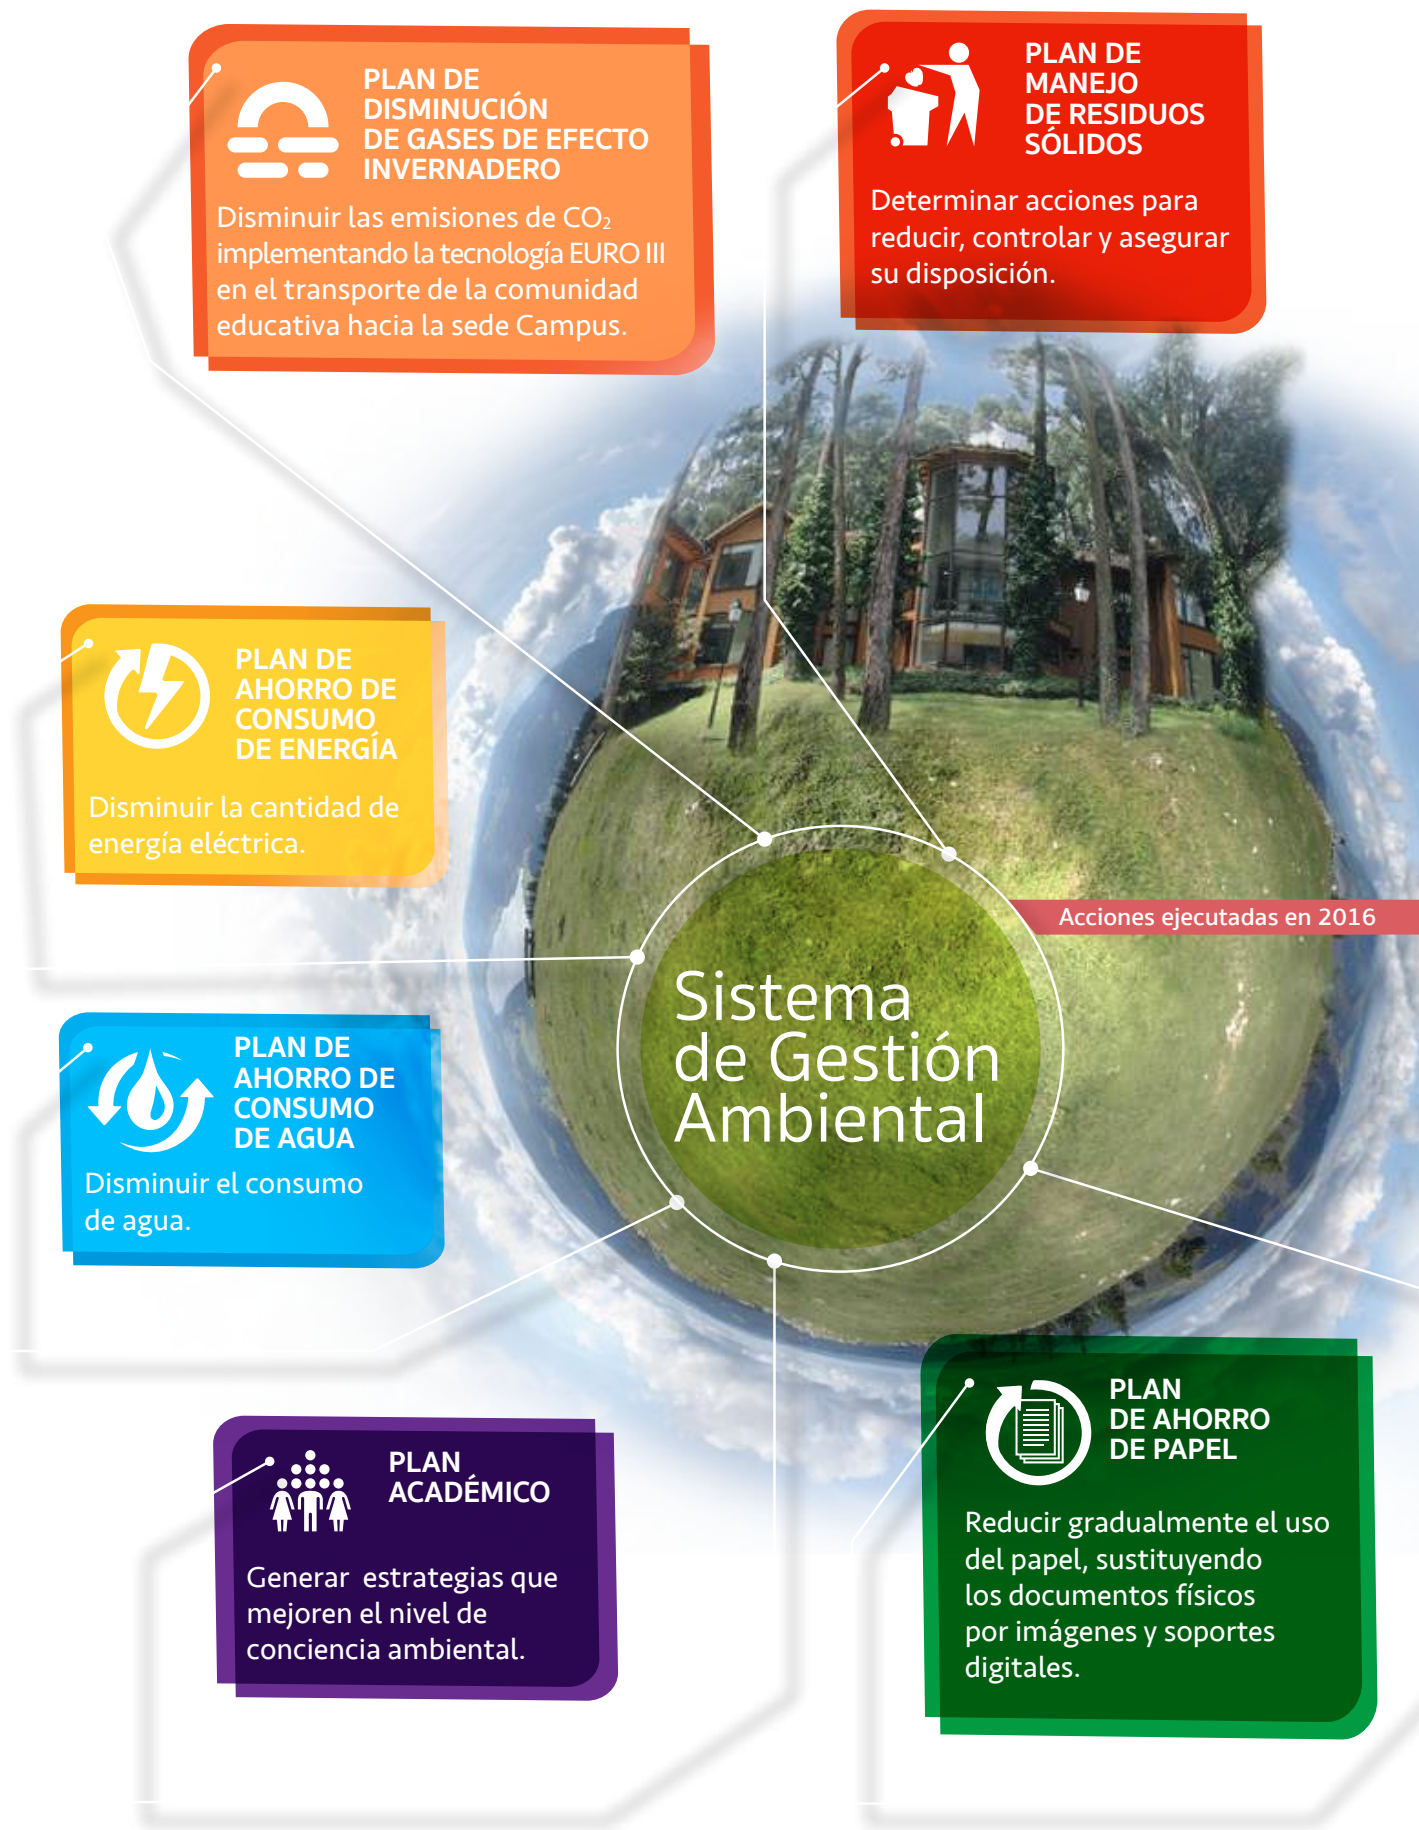 PLAN DE
DISMINUCIÓN
DE GASES DE EFECTO
INVERNADERO
Disminuir las emisiones de CO₂
implementando la tecnología EURO III
en el transporte de la comunidad
educativa hacia la sede Campus.
PLAN DE
MANEJO
DE RESIDUOS
SÓLIDOS
Determinar acciones para
reducir, controlar y asegurar
su disposición.
PLAN DE
AHORRO DE
CONSUMO
DE ENERGÍA
Disminuir la cantidad de
energía eléctrica.
Acciones ejecutadas en 2016
Sistema
de Gestión
Ambiental
PLAN DE
AHORRO DE
CONSUMO
DE AGUA
Disminuir el consumo
de agua.
PLAN
ACADÉMICO
Generar estrategias que
mejoren el nivel de
conciencia ambiental.
PLAN
DE AHORRO
DE PAPEL
Reducir gradualmente el uso
del papel, sustituyendo
los documentos físicos
por imágenes y soportes
digitales.